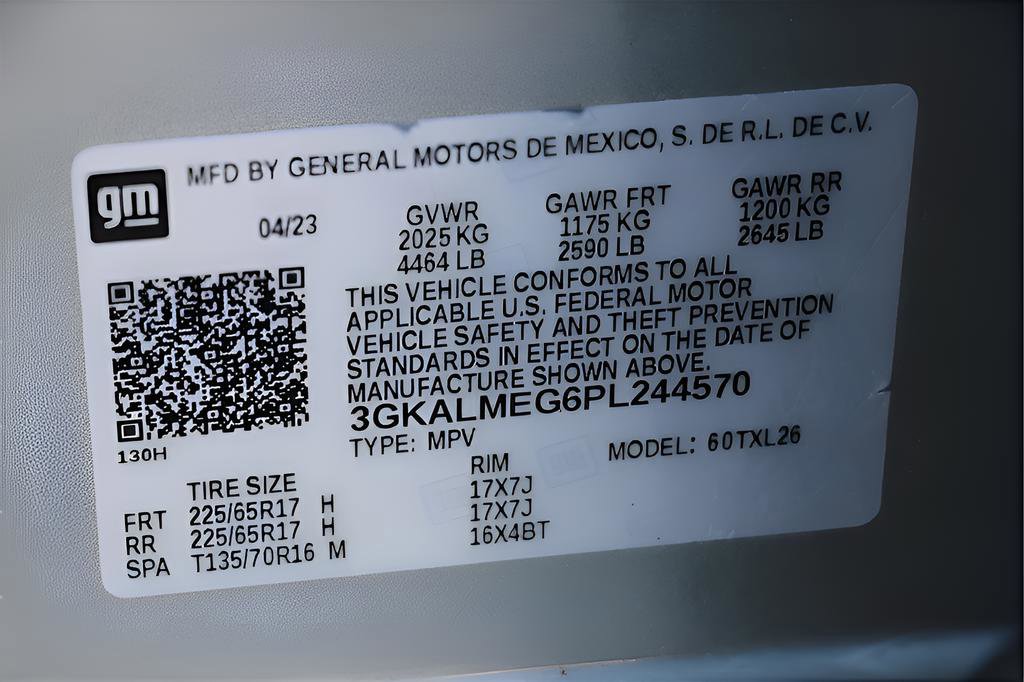 gm
MFD BY GENERAL MOTORS DE MEXICO, S. DE R.L. DE C.V.
04/23
GVWR GAWR FRT GAWR RR
2025 KG 1175 KG 1200 KG
4464 LB 2590 LB 2645 LB
THIS VEHICLE CONFORMS TO ALL
APPLICABLE U.S. FEDERAL MOTOR
VEHICLE SAFETY AND THEFT PREVENTION
STANDARDS IN EFFECT ON THE DATE OF
MANUFACTURE SHOWN ABOVE.
3GKALMEG6PL244570
TYPE: MPV MODEL: 60TXL26
130H
TIRE SIZE RIM
FRT 225/65R17 H 17X7J
RR 225/65R17 H 17X7J
SPA T135/70R16 M 16X4BT